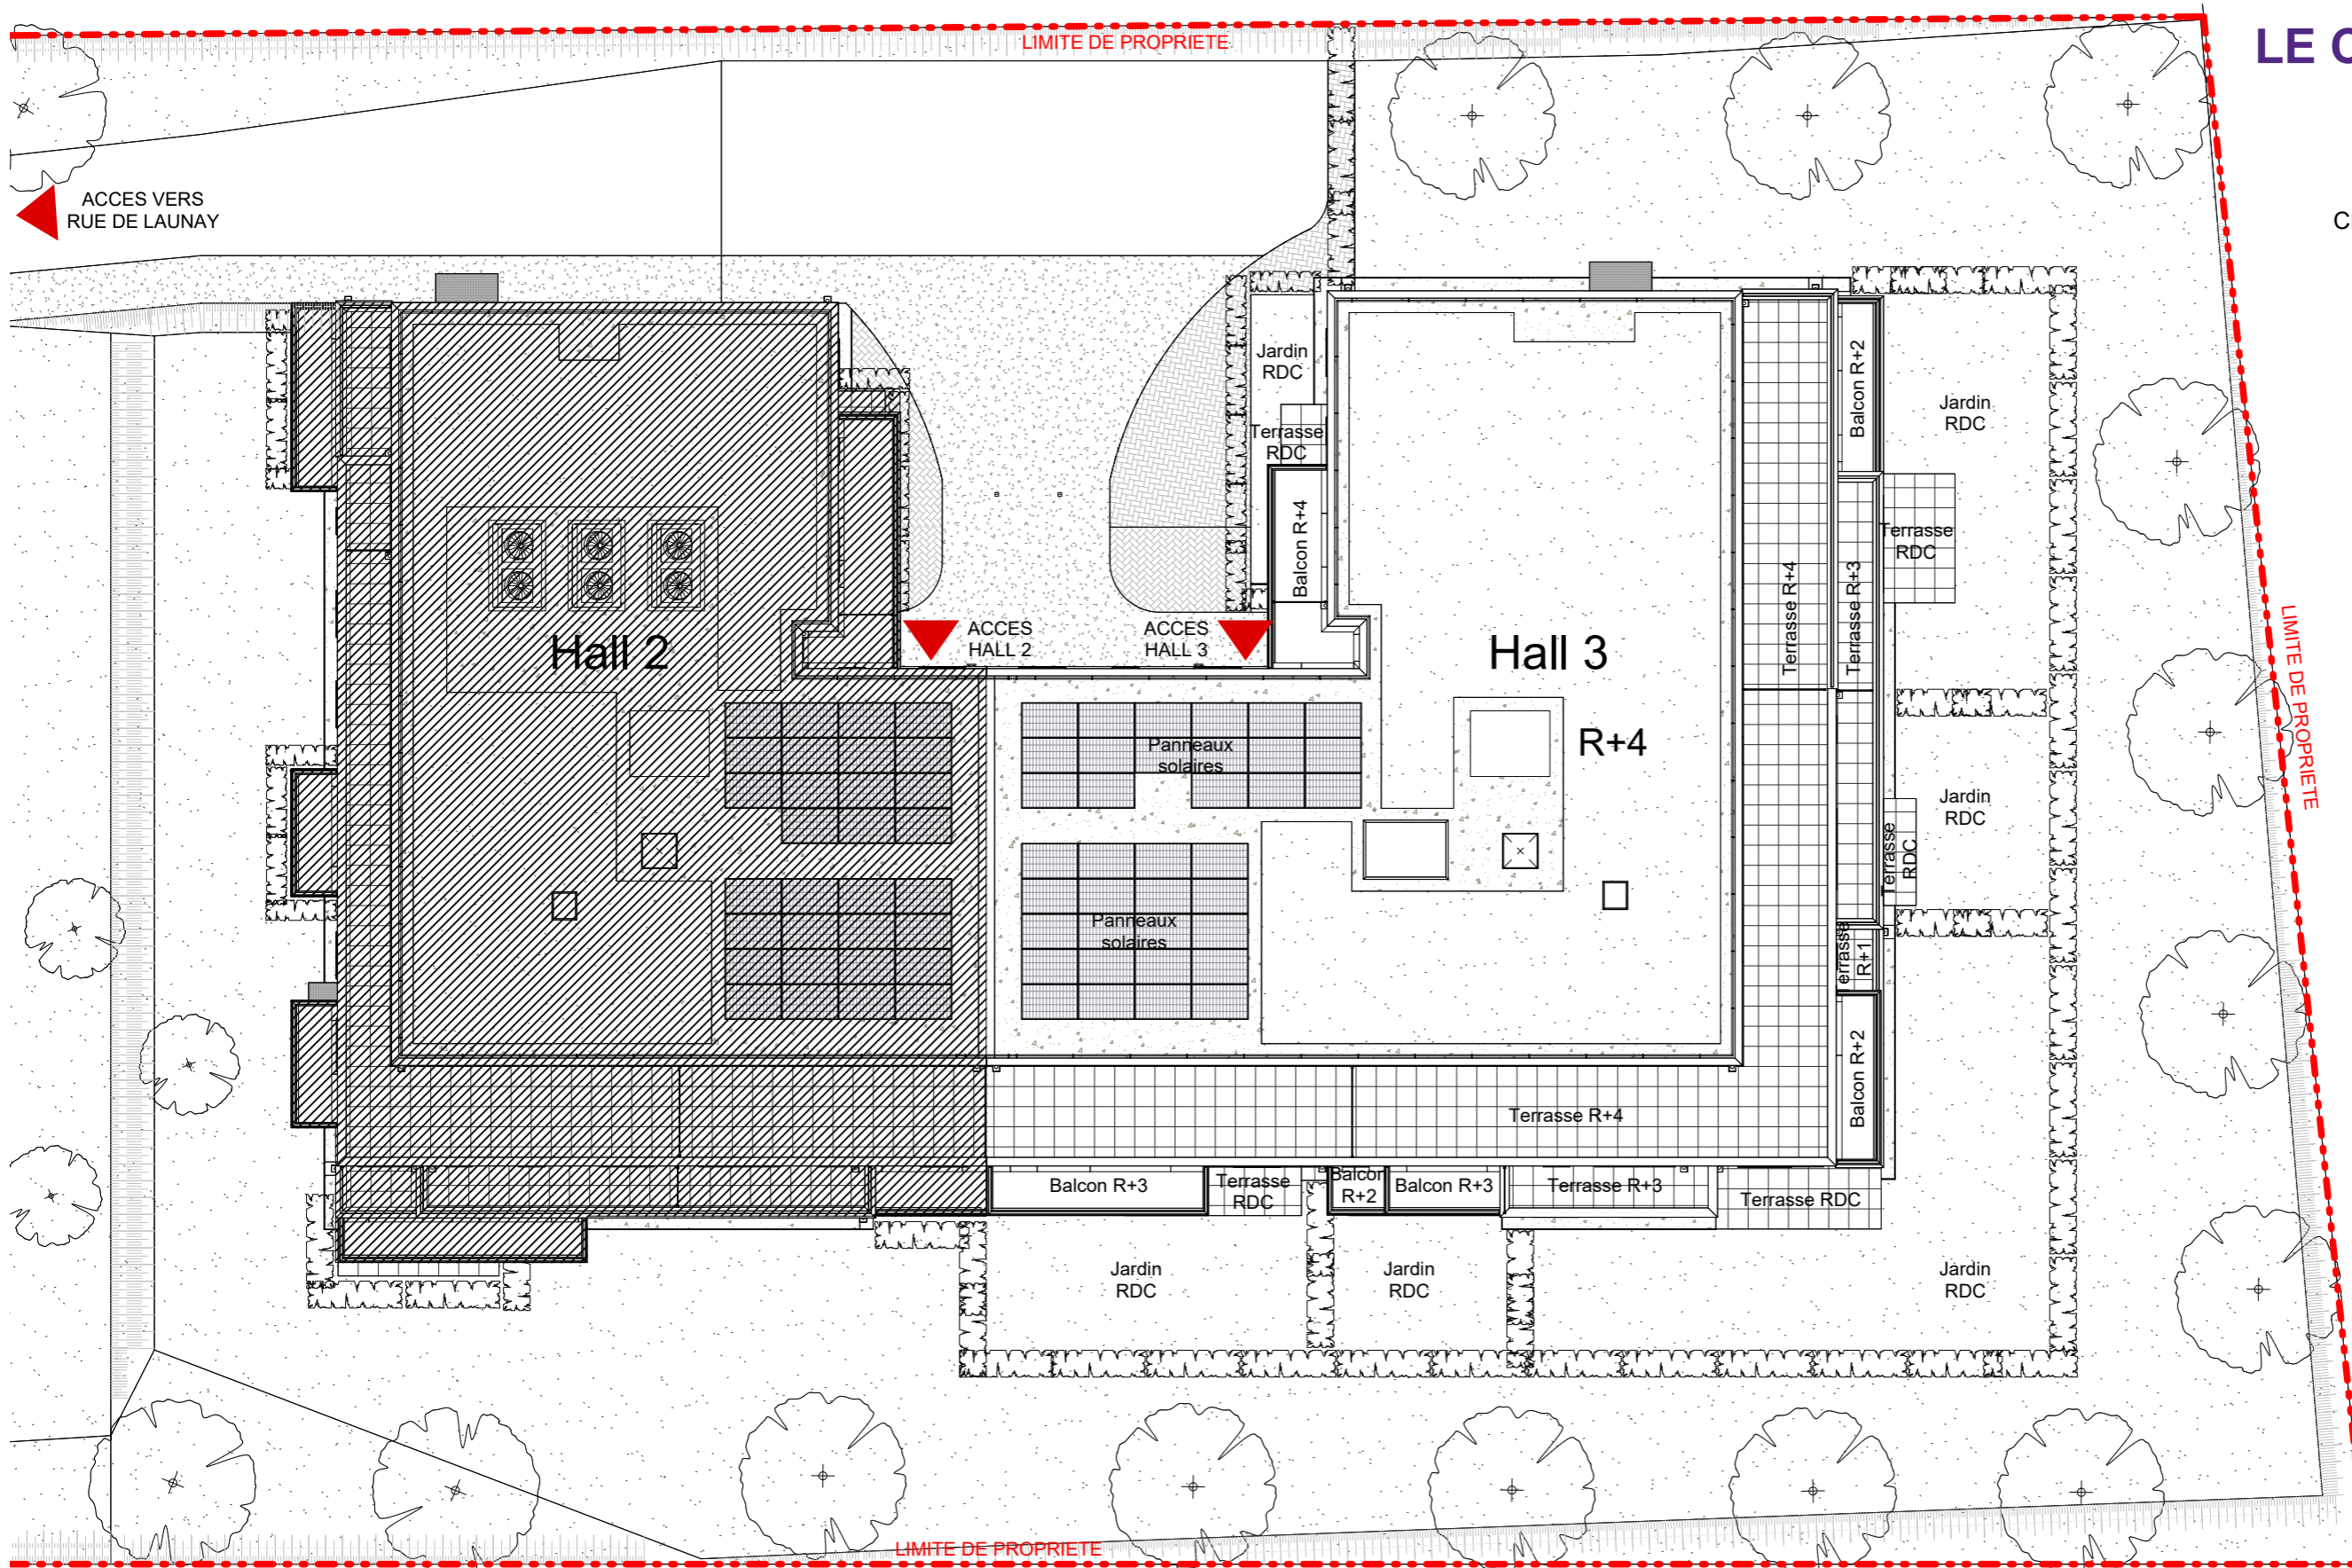 LIMITE DE PROPRIETE
LE
ACCES VERS
RUE DE LAUNAY
Jardin
RDC
Balcon R+2
Jardin
RDC
Terrasse
RDC
Balcon R+4
Terrasse
RDC
Terrasse R+4
Terrasse R+3
ACCES
HALL 2
ACCES
HALL 3
Hall 2
Hall 3
R+4
LIMITE DE PROPRIETE
Panneaux
solaires
Jardin
RDC
Terrasse
RDC
Panneaux
solaires
R+1
Balcon R+2
Terrasse R+4
Balcon R+3
Terrasse
RDC
Balcon
R+2
Balcon R+3
Terrasse R+3
Terrasse RDC
Jardin
RDC
Jardin
RDC
Jardin
RDC
LIMITE DE PROPRIETE